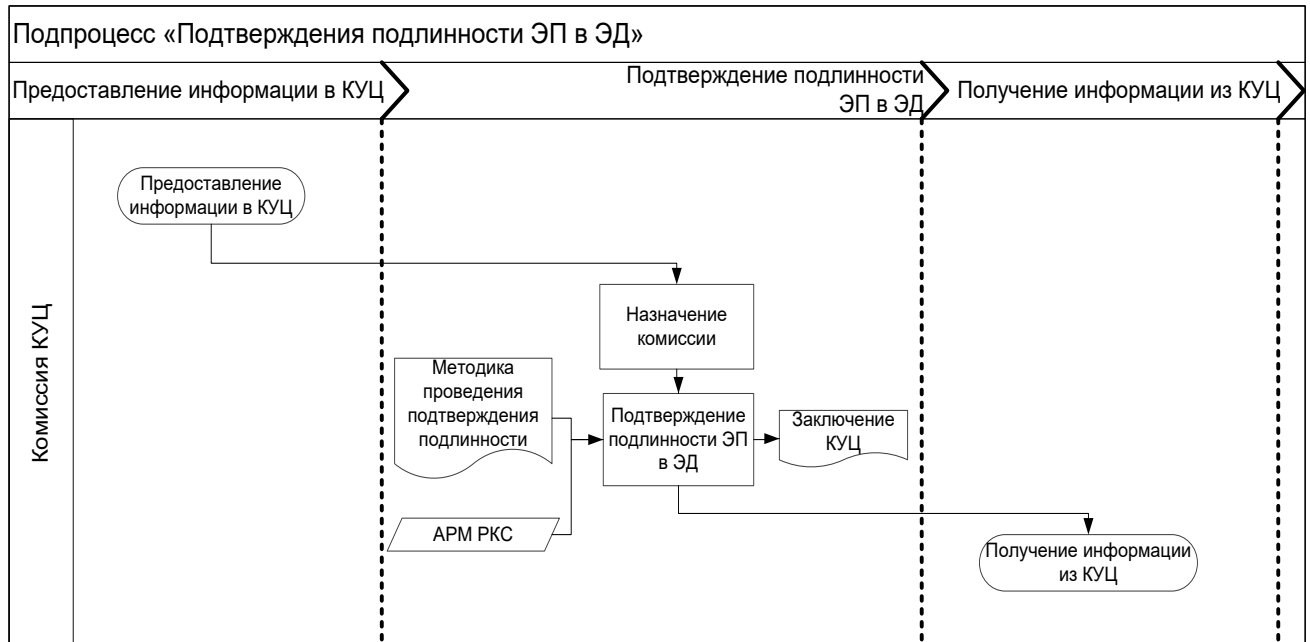 Подпроцесс «Подтверждения подлинности ЭП в ЭД»
Предоставление информации в КУЦ
Подтверждение подлинности
ЭП в ЭД
Получение информации из КУЦ
Комиссия КУЦ
Предоставление
информации в КУЦ
Назначение
комиссии
Методика
проведения
подтверждения
подлинности
Подтверждение
подлинности ЭП
в ЭД
Заключение
КУЦ
АРМ РКС
Получение информации
из КУЦ